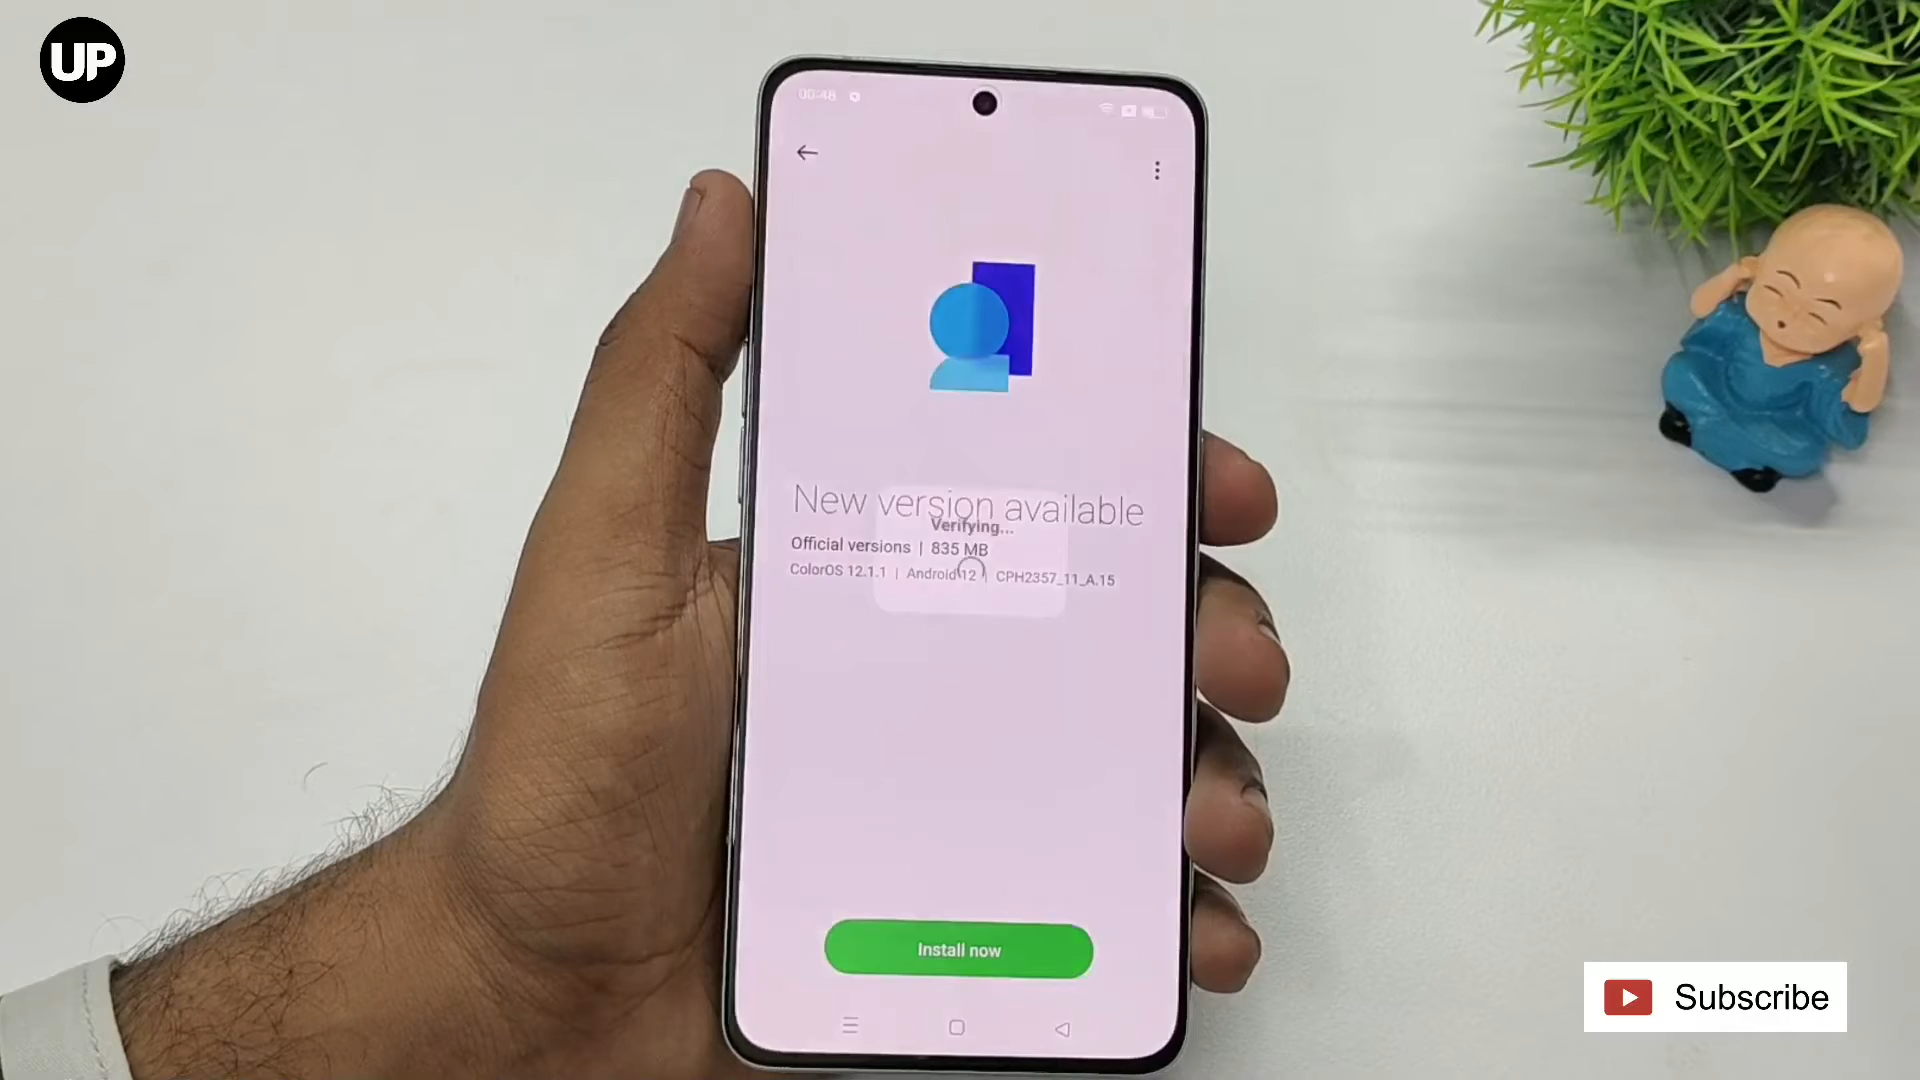 UP
00:48
New version available
Verifying...
Official versions | 835 MB
ColorOS 12.1.1 | Android 12 | CPH2357_11_A.15
Install now
Subscribe